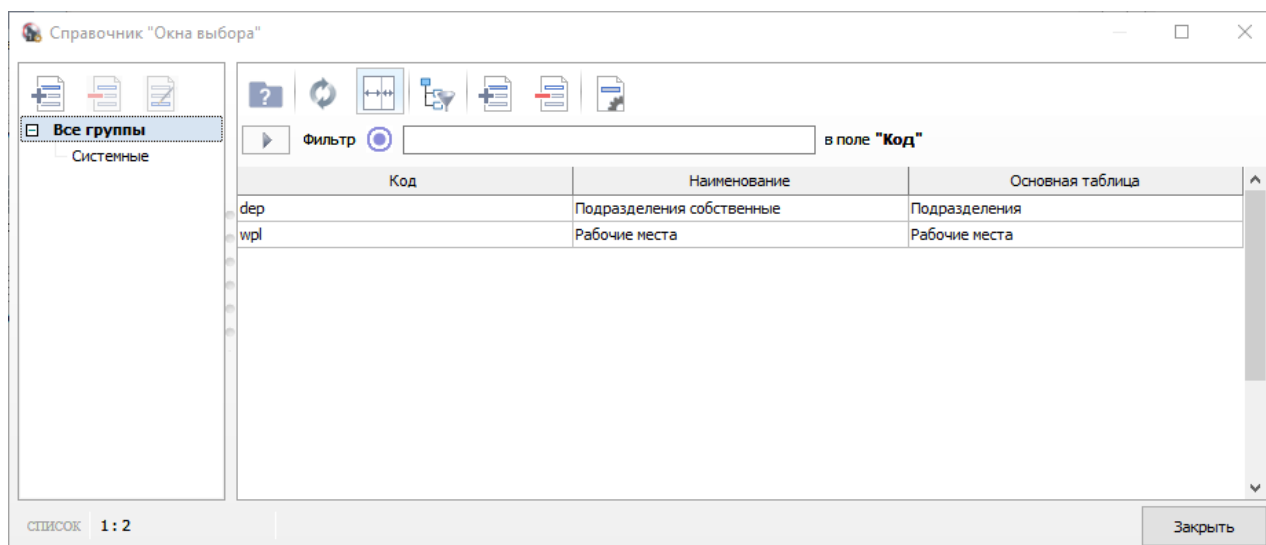 Справочник "Окна выбора"
Все группы
Системные
Фильтр в поле "Код"
Код Наименование Основная таблица
dep Подразделения собственные Подразделения
wpl Рабочие места Рабочие места
список 1:2
Закрыть